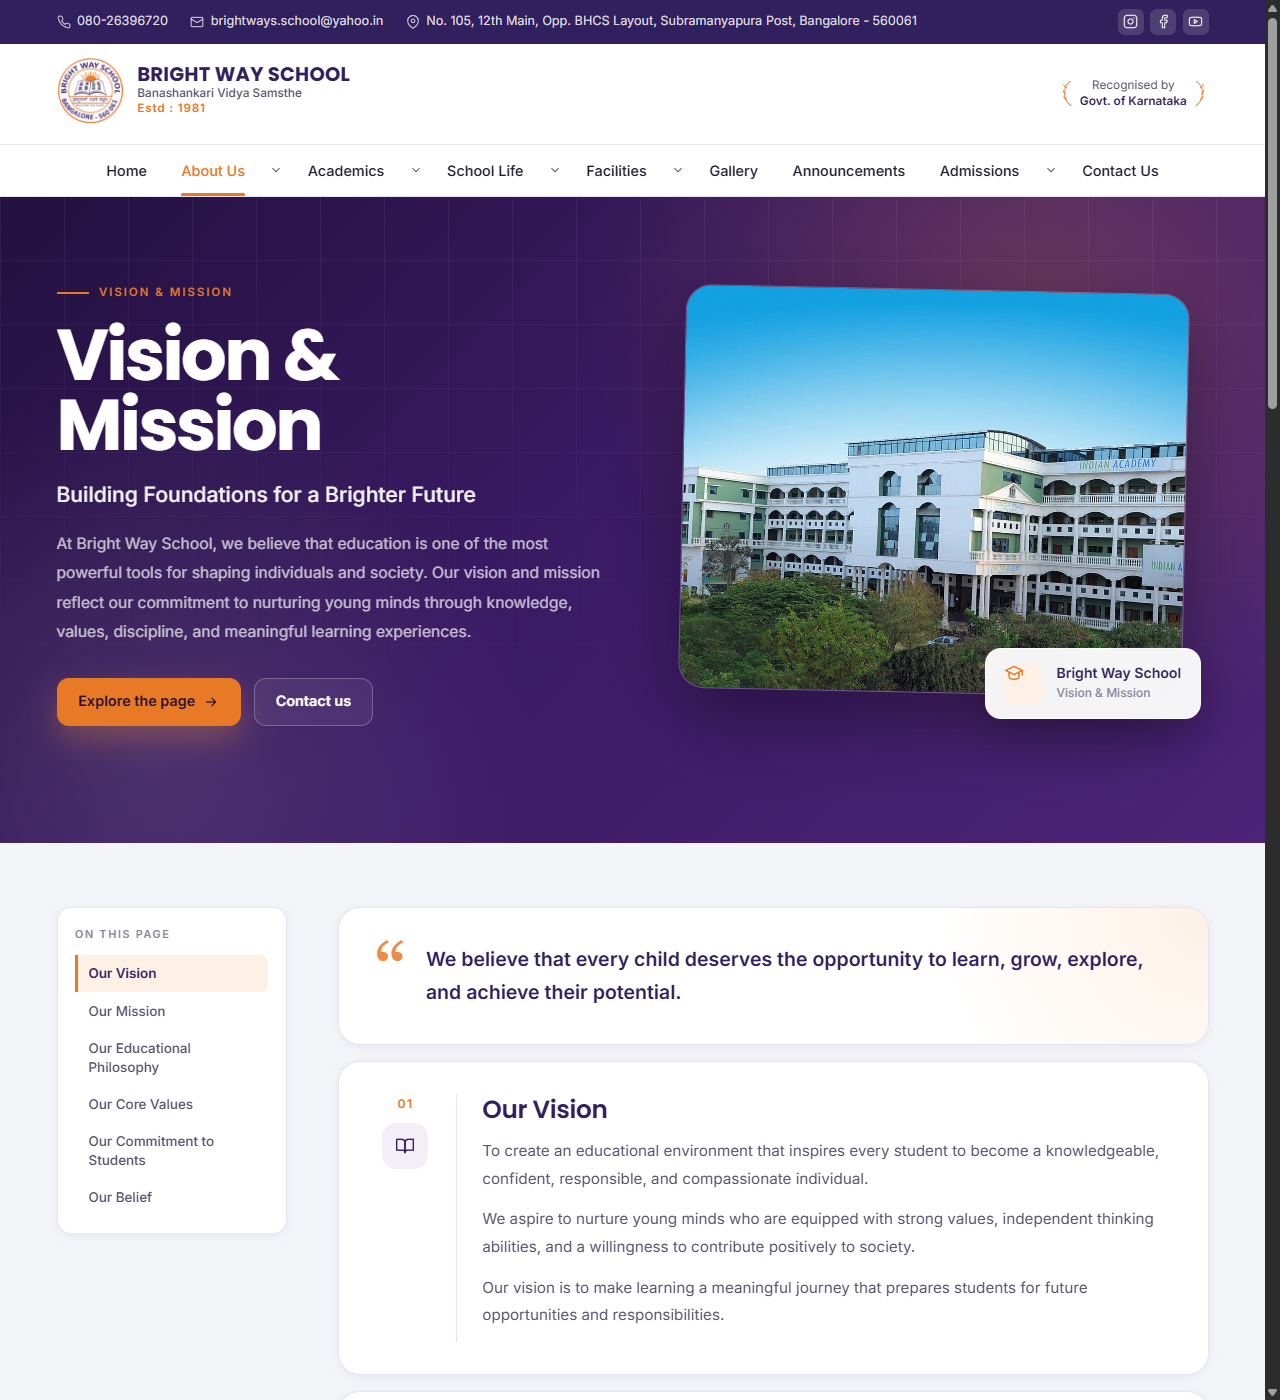 080-26396720
brightways.school@yahoo.in
No. 105, 12th Main, Opp. BHCS Layout, Subramanyapura Post, Bangalore - 560061
BRIGHT WAY SCHOOL
BANGALORE - 560 061
BRIGHT WAY SCHOOL
Banashankari Vidya Samsthe
Estd : 1981
Recognised by
Govt. of Karnataka
Home
About Us
Academics
School Life
Facilities
Gallery
Announcements
Admissions
Contact Us
VISION & MISSION
Vision &
Mission
Building Foundations for a Brighter Future
At Bright Way School, we believe that education is one of the most
powerful tools for shaping individuals and society. Our vision and mission
reflect our commitment to nurturing young minds through knowledge,
values, discipline, and meaningful learning experiences.
Explore the page
Contact us
INDIAN ACADEMY
INDIAN A
Bright Way School
Vision & Mission
ON THIS PAGE
Our Vision
Our Mission
Our Educational
Philosophy
Our Core Values
Our Commitment to
Students
Our Belief
“
We believe that every child deserves the opportunity to learn, grow, explore,
and achieve their potential.
01
Our Vision
To create an educational environment that inspires every student to become a knowledgeable,
confident, responsible, and compassionate individual.
We aspire to nurture young minds who are equipped with strong values, independent thinking
abilities, and a willingness to contribute positively to society.
Our vision is to make learning a meaningful journey that prepares students for future
opportunities and responsibilities.